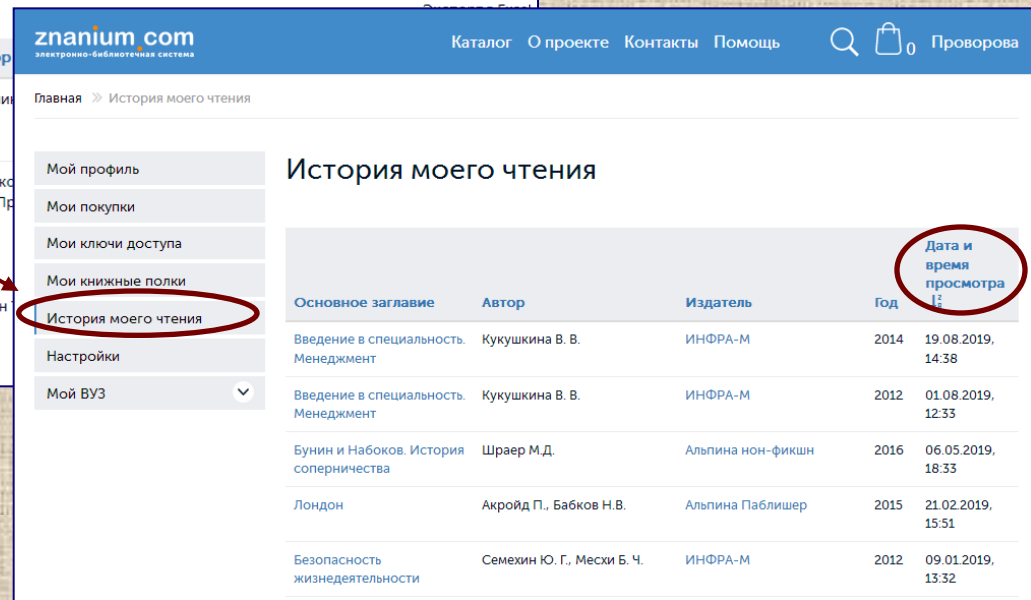 znanium.com
электронно-библиотечная система
Каталог О проекте Контакты Помощь
0 Проворова
Главная » История моего чтения
Мой профиль
Мои покупки
Мои ключи доступа
Мои книжные полки
История моего чтения
Настройки
Мой ВУЗ
История моего чтения
Основное заглавие Автор Издатель Год Дата и
время
просмотра
Введение в специальность. Кукушкина В. В. ИНФРА-М 2014 19.08.2019,
Менеджмент 14:38
Введение в специальность. Кукушкина В. В. ИНФРА-М 2012 01.08.2019,
Менеджмент 12:33
Бунин и Набоков. История Шраер М.Д. Альпина нон-фикшн 2016 06.05.2019,
соперничества 18:33
Лондон Акройд П., Бабков Н.В. Альпина Паблишер 2015 21.02.2019,
15:51
Безопасность Семехин Ю. Г., Месхи Б. Ч. ИНФРА-М 2012 09.01.2019,
жизнедеятельности 13:32